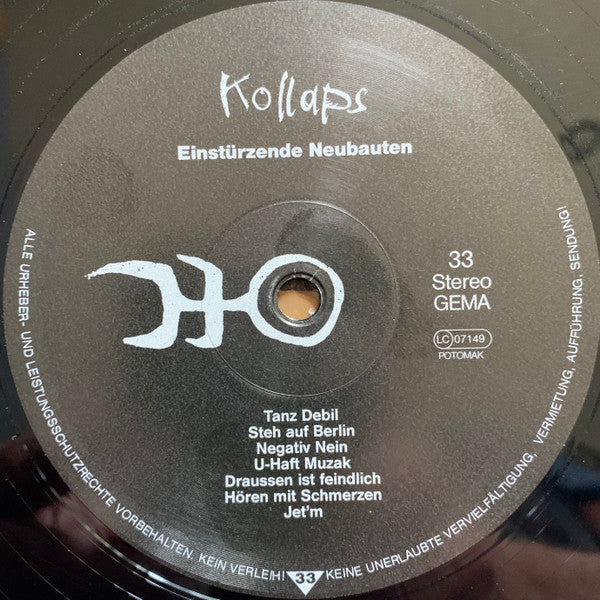 Kollaps
Einstürzende Neubauten
33
Stereo
GEMA
LC 07149
POTOMAK
Tanz Debil
Steh auf Berlin
Negativ Nein
U-Haft Muzak
Draussen ist feindlich
Hören mit Schmerzen
Jet'm
ALLE URHEBER- UND LEISTUNGSSCHUTZRECHTE VORBEHALTEN. KEIN VERLEIH! 33 KEINE UNERLAUBTE VERVIELFÄLTIGUNG, VERMIETUNG, AUFFÜHRUNG, SENDUNG!